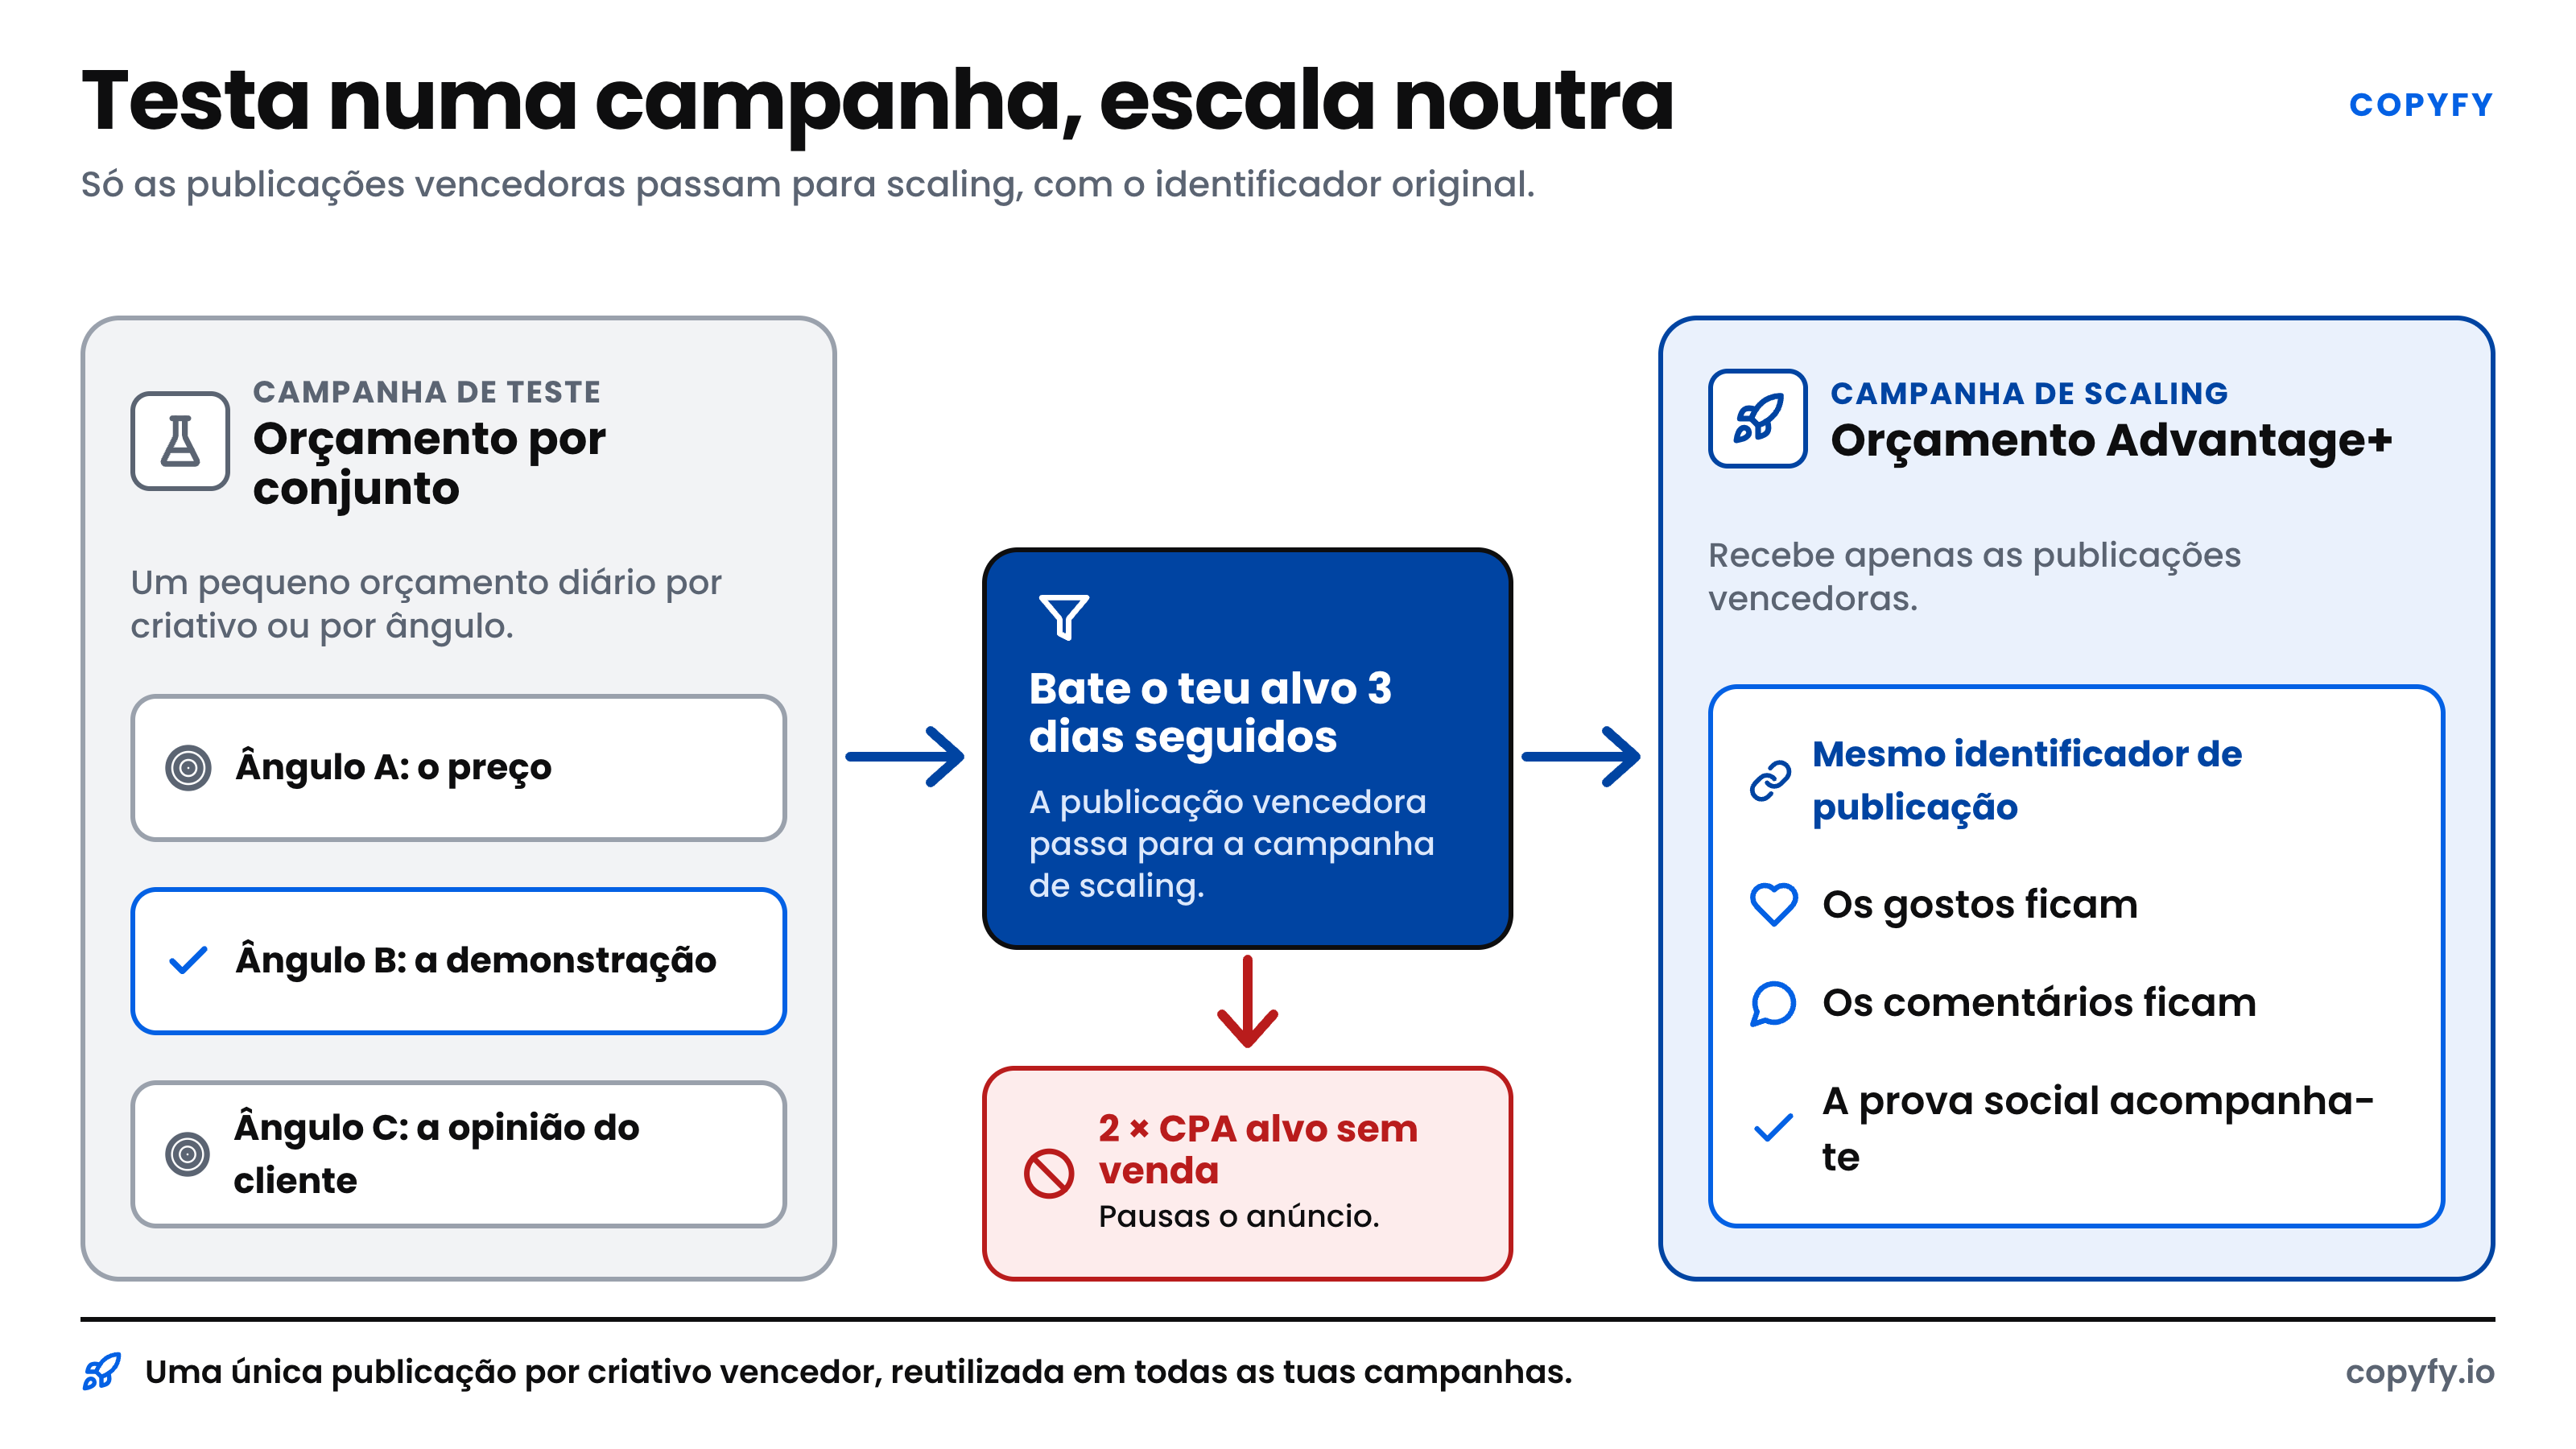 Testa numa campanha, escala noutra
COPYFY
Só as publicações vencedoras passam para scaling, com o identificador original.
CAMPANHA DE TESTE
Orçamento por
conjunto
Um pequeno orçamento diário por
criativo ou por ângulo.
Ângulo A: o preço
Ângulo B: a demonstração
Ângulo C: a opinião do
cliente
Bate o teu alvo 3
dias seguidos
A publicação vencedora
passa para a campanha
de scaling.
2 × CPA alvo sem
venda
Pausas o anúncio.
CAMPANHA DE SCALING
Orçamento Advantage+
Recebe apenas as publicações
vencedoras.
Mesmo identificador de
publicação
Os gostos ficam
Os comentários ficam
A prova social acompanha-
te
Uma única publicação por criativo vencedor, reutilizada em todas as tuas campanhas.
copyfy.io